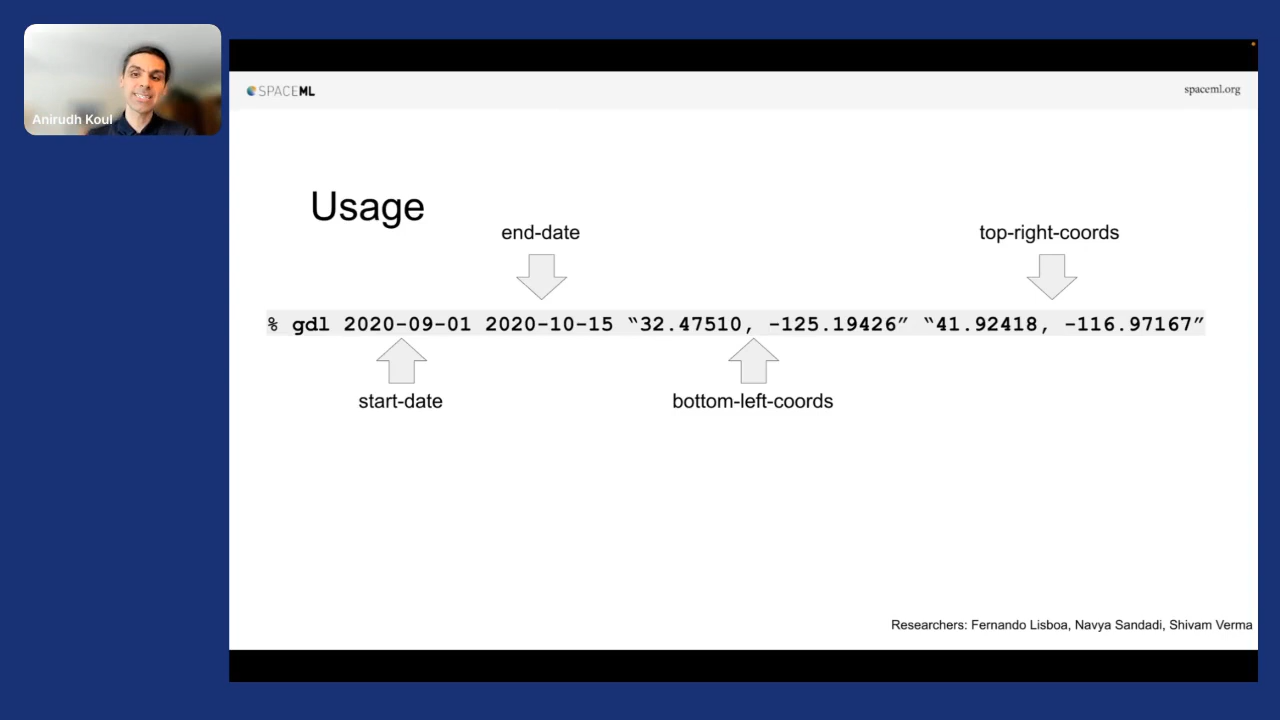 Anirudh Koul
SPACEML
spaceml.org
Usage
end-date
top-right-coords
% gdl 2020-09-01 2020-10-15 “32.47510, -125.19426” “41.92418, -116.97167”
start-date
bottom-left-coords
Researchers: Fernando Lisboa, Navya Sandadi, Shivam Verma